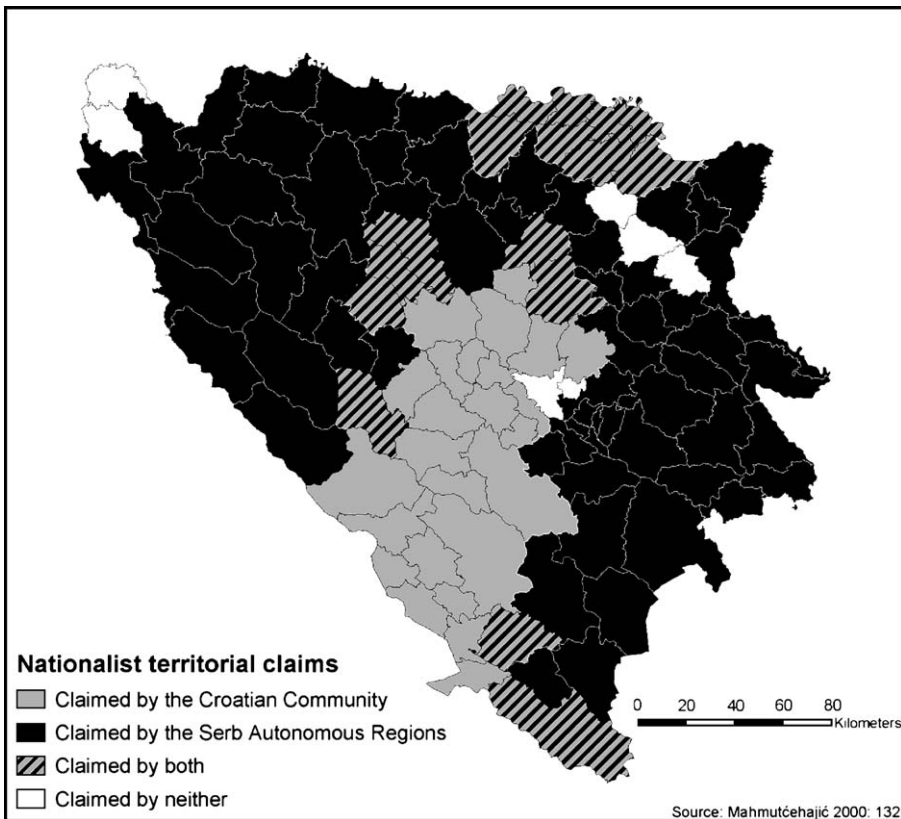 Nationalist territorial claims
Claimed by the Croatian Community
Claimed by the Serb Autonomous Regions
Claimed by both
Claimed by neither
0 20 40 60 80
Kilometers
Source: Mahmutćehajić 2000: 132